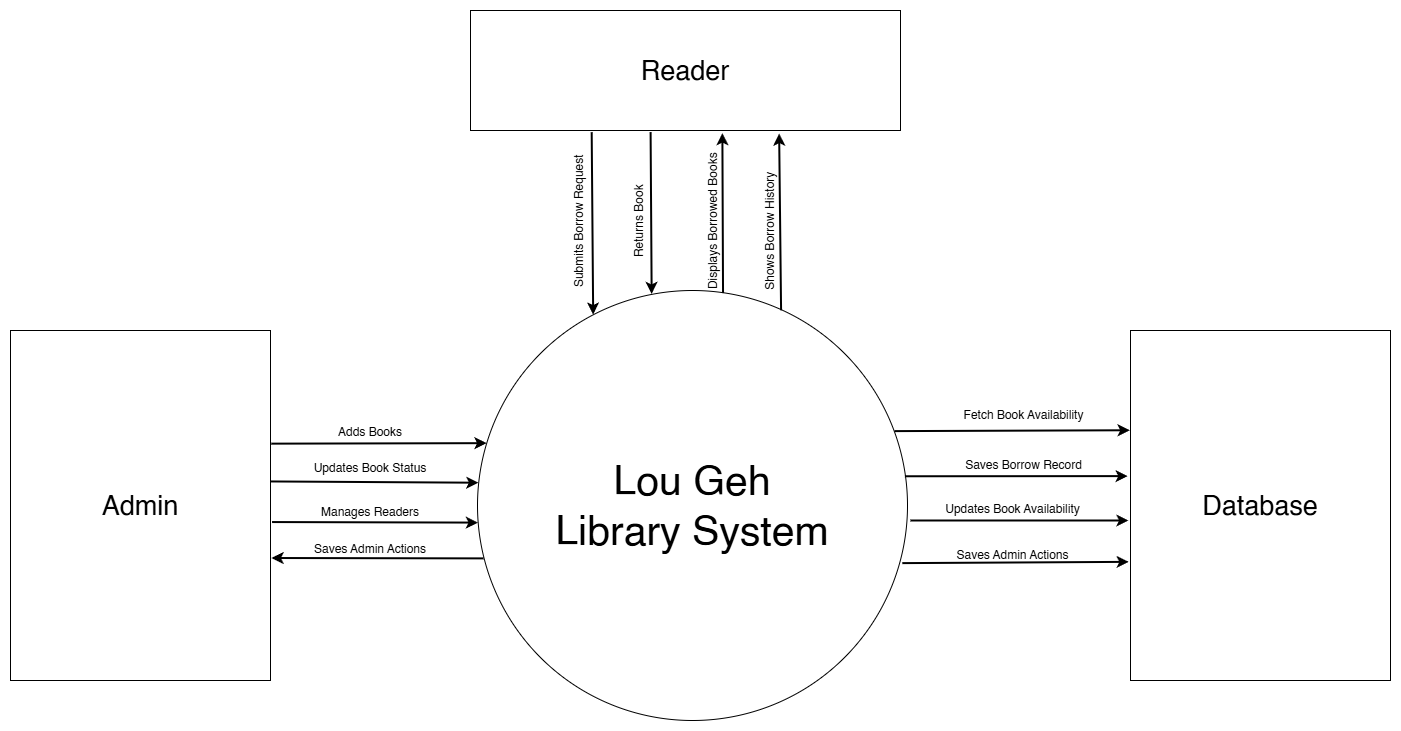 Reader
Submits Borrow Request
Returns Book
Displays Borrowed Books
Shows Borrow History
Admin
Adds Books
Updates Book Status
Manages Readers
Saves Admin Actions
Lou Geh
Library System
Fetch Book Availability
Saves Borrow Record
Updates Book Availability
Saves Admin Actions
Database